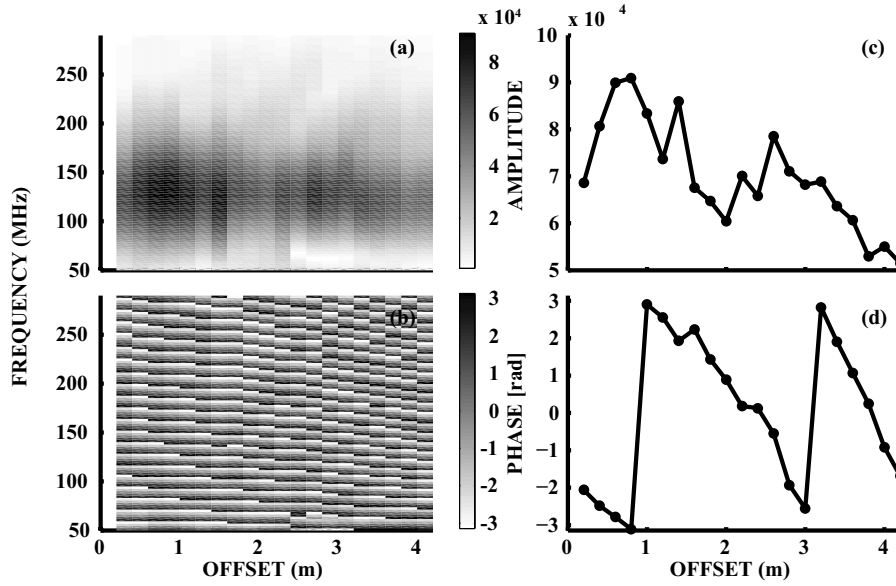 (a)
x 10⁴
8
6
4
2
AMPLITUDE
250
200
150
100
50
FREQUENCY (MHz)
(b)
3
2
1
0
-1
-2
-3
PHASE [rad]
250
200
150
100
50
0 1 2 3 4
OFFSET (m)
x 10⁴
(c)
10
9
8
7
6
5
(d)
3
2
1
0
−1
−2
−3
0 1 2 3 4
OFFSET (m)